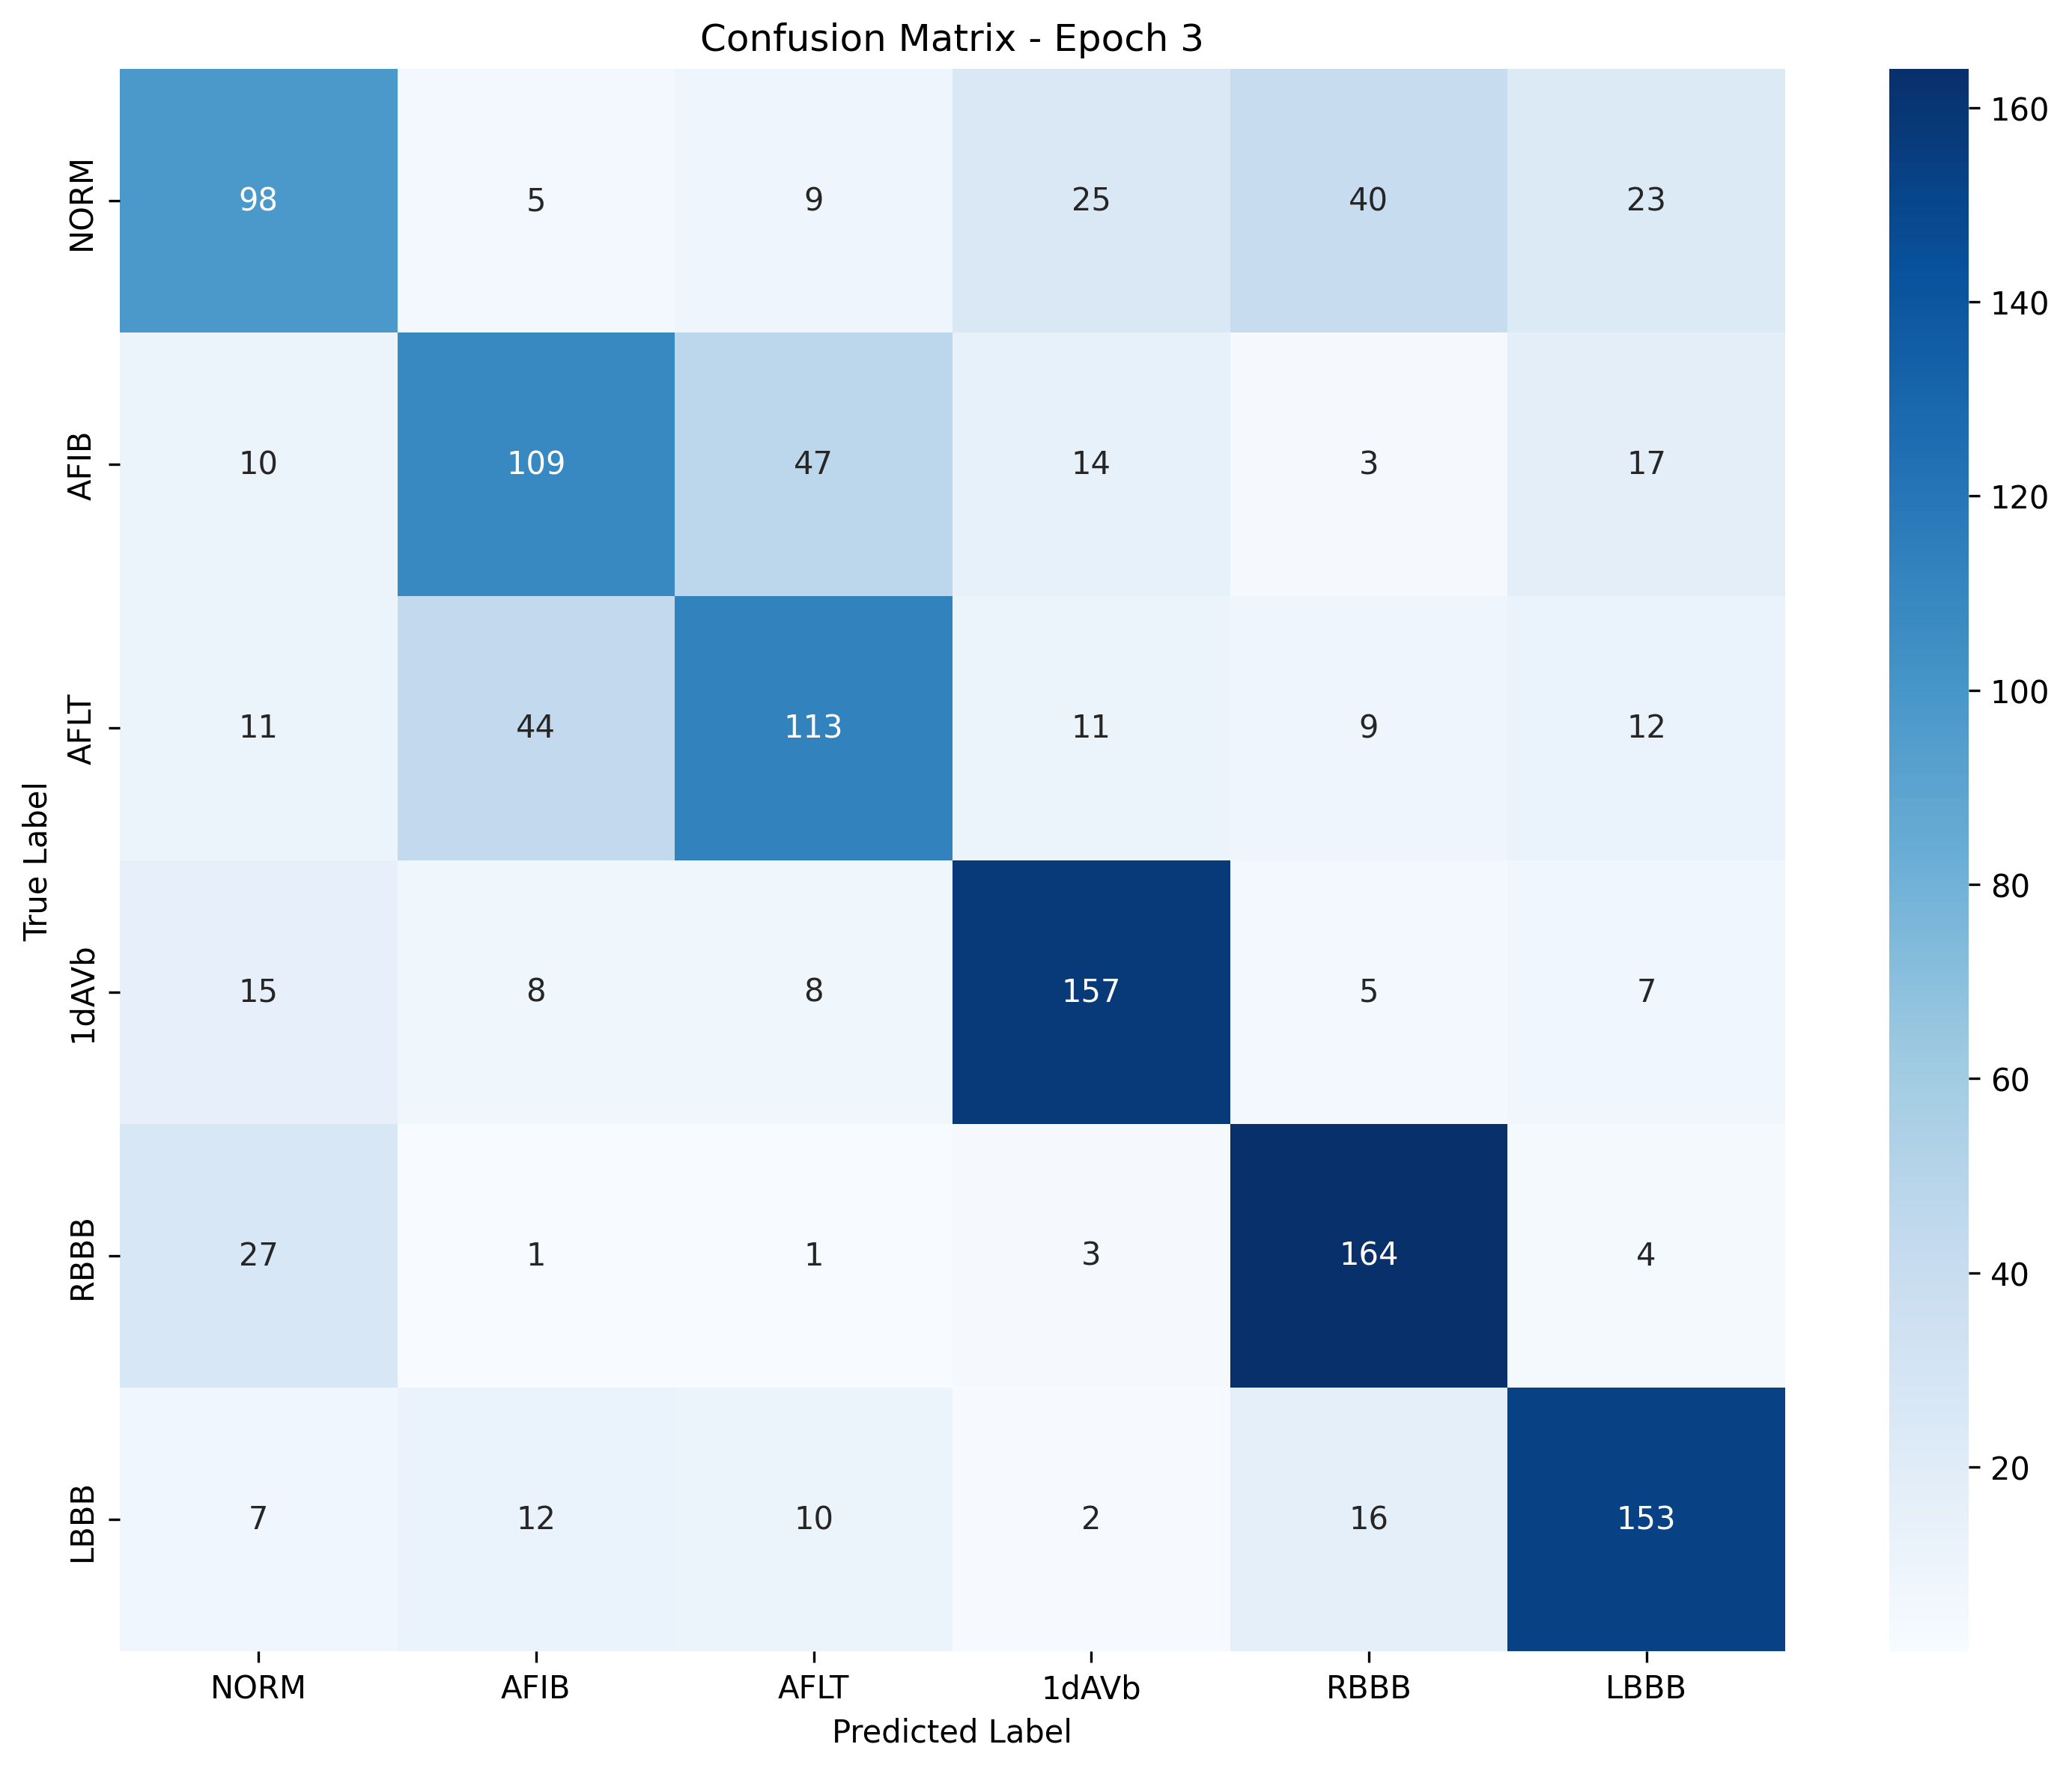 Confusion Matrix - Epoch 3
True Label
NORM 98 5 9 25 40 23
AFIB 10 109 47 14 3 17
AFLT 11 44 113 11 9 12
1dAVb 15 8 8 157 5 7
RBBB 27 1 1 3 164 4
LBBB 7 12 10 2 16 153
NORM AFIB AFLT 1dAVb RBBB LBBB
Predicted Label
160
140
120
100
80
60
40
20